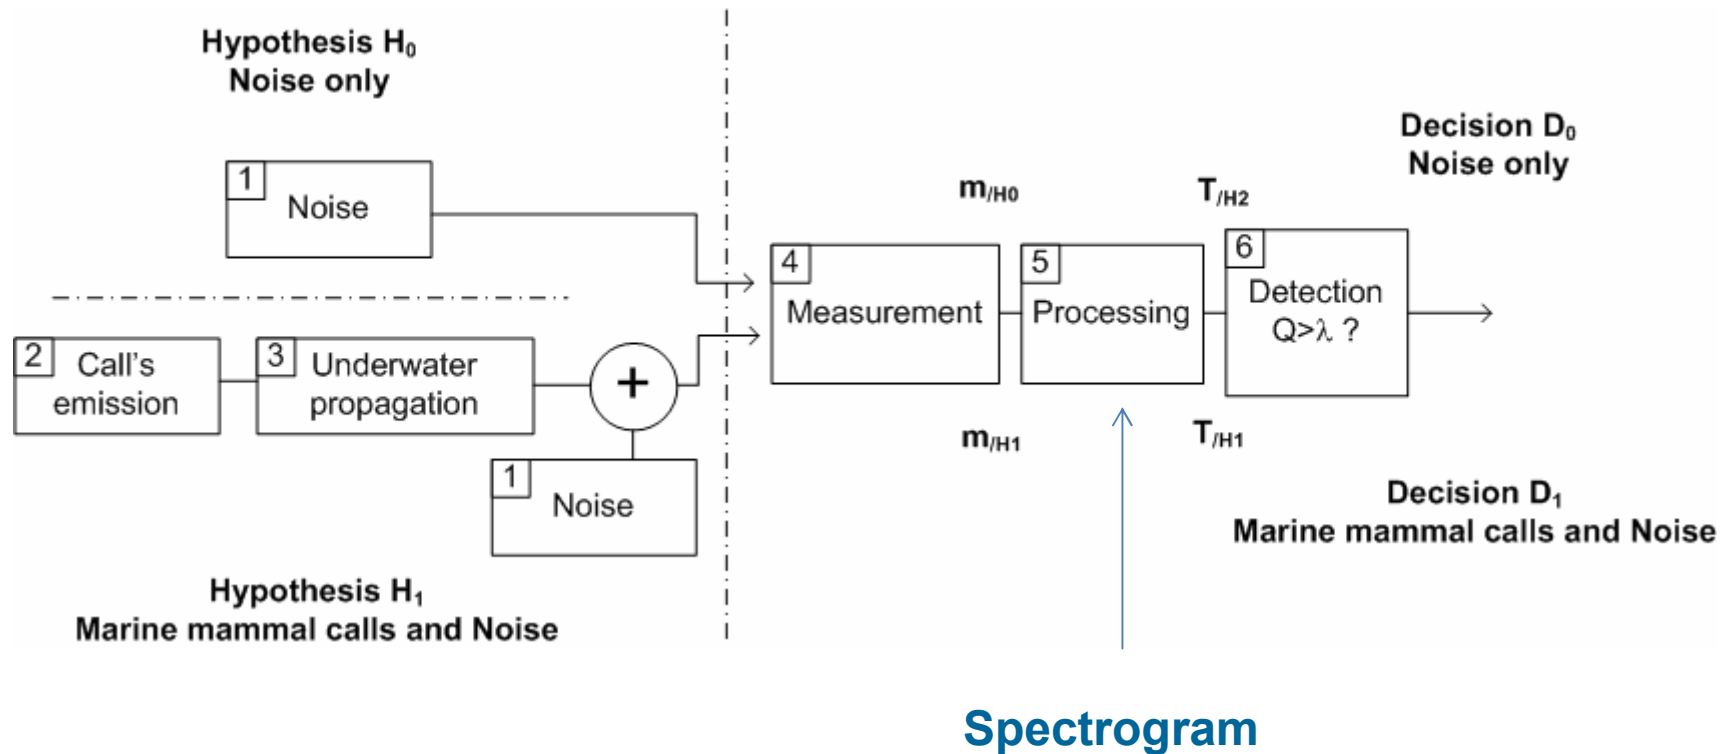 Hypothesis H0
Noise only
Decision D0
Noise only
1
Noise
m/H0
T/H2
4
Measurement
5
Processing
6
Detection
Q>λ ?
2
Call's
emission
3
Underwater
propagation
+
1
Noise
m/H1
T/H1
Decision D1
Marine mammal calls and Noise
Hypothesis H1
Marine mammal calls and Noise
Spectrogram